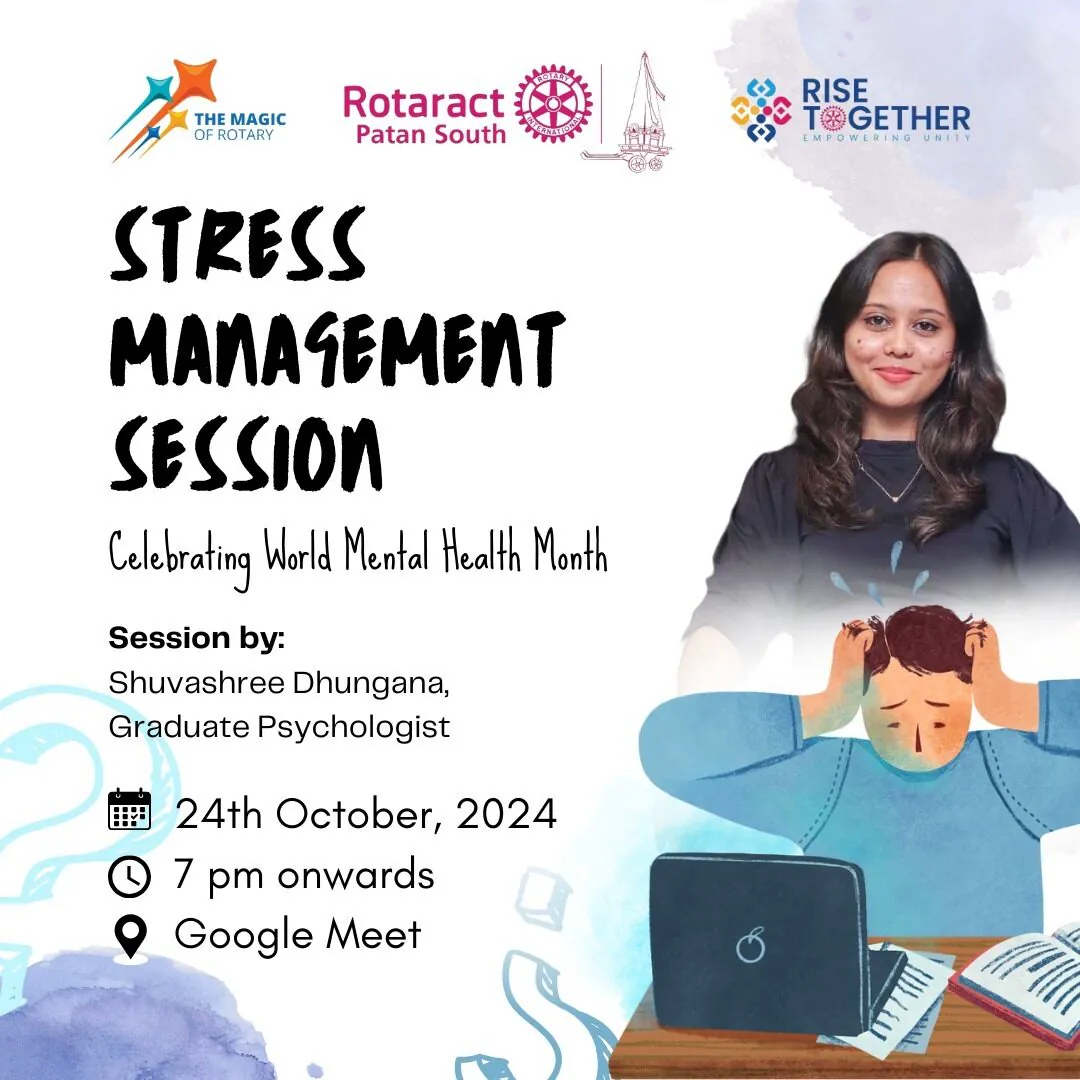 THE MAGIC
OF ROTARY
Rotaract
Patan South
ROTARY
INTERNATIONAL
RISE
TOGETHER
EMPOWERING UNITY
STRESS
MANAGEMENT
SESSION
Celebrating World Mental Health Month
Session by:
Shuvashree Dhungana,
Graduate Psychologist
24th October, 2024
7 pm onwards
Google Meet